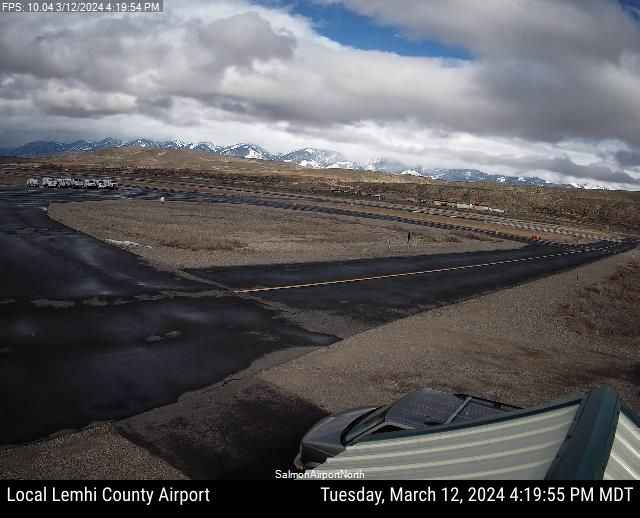 FPS: 10.04 3/12/2024 4:19:54 PM
SalmonAirportNorth
Local Lemhi County Airport
Tuesday, March 12, 2024 4:19:55 PM MDT